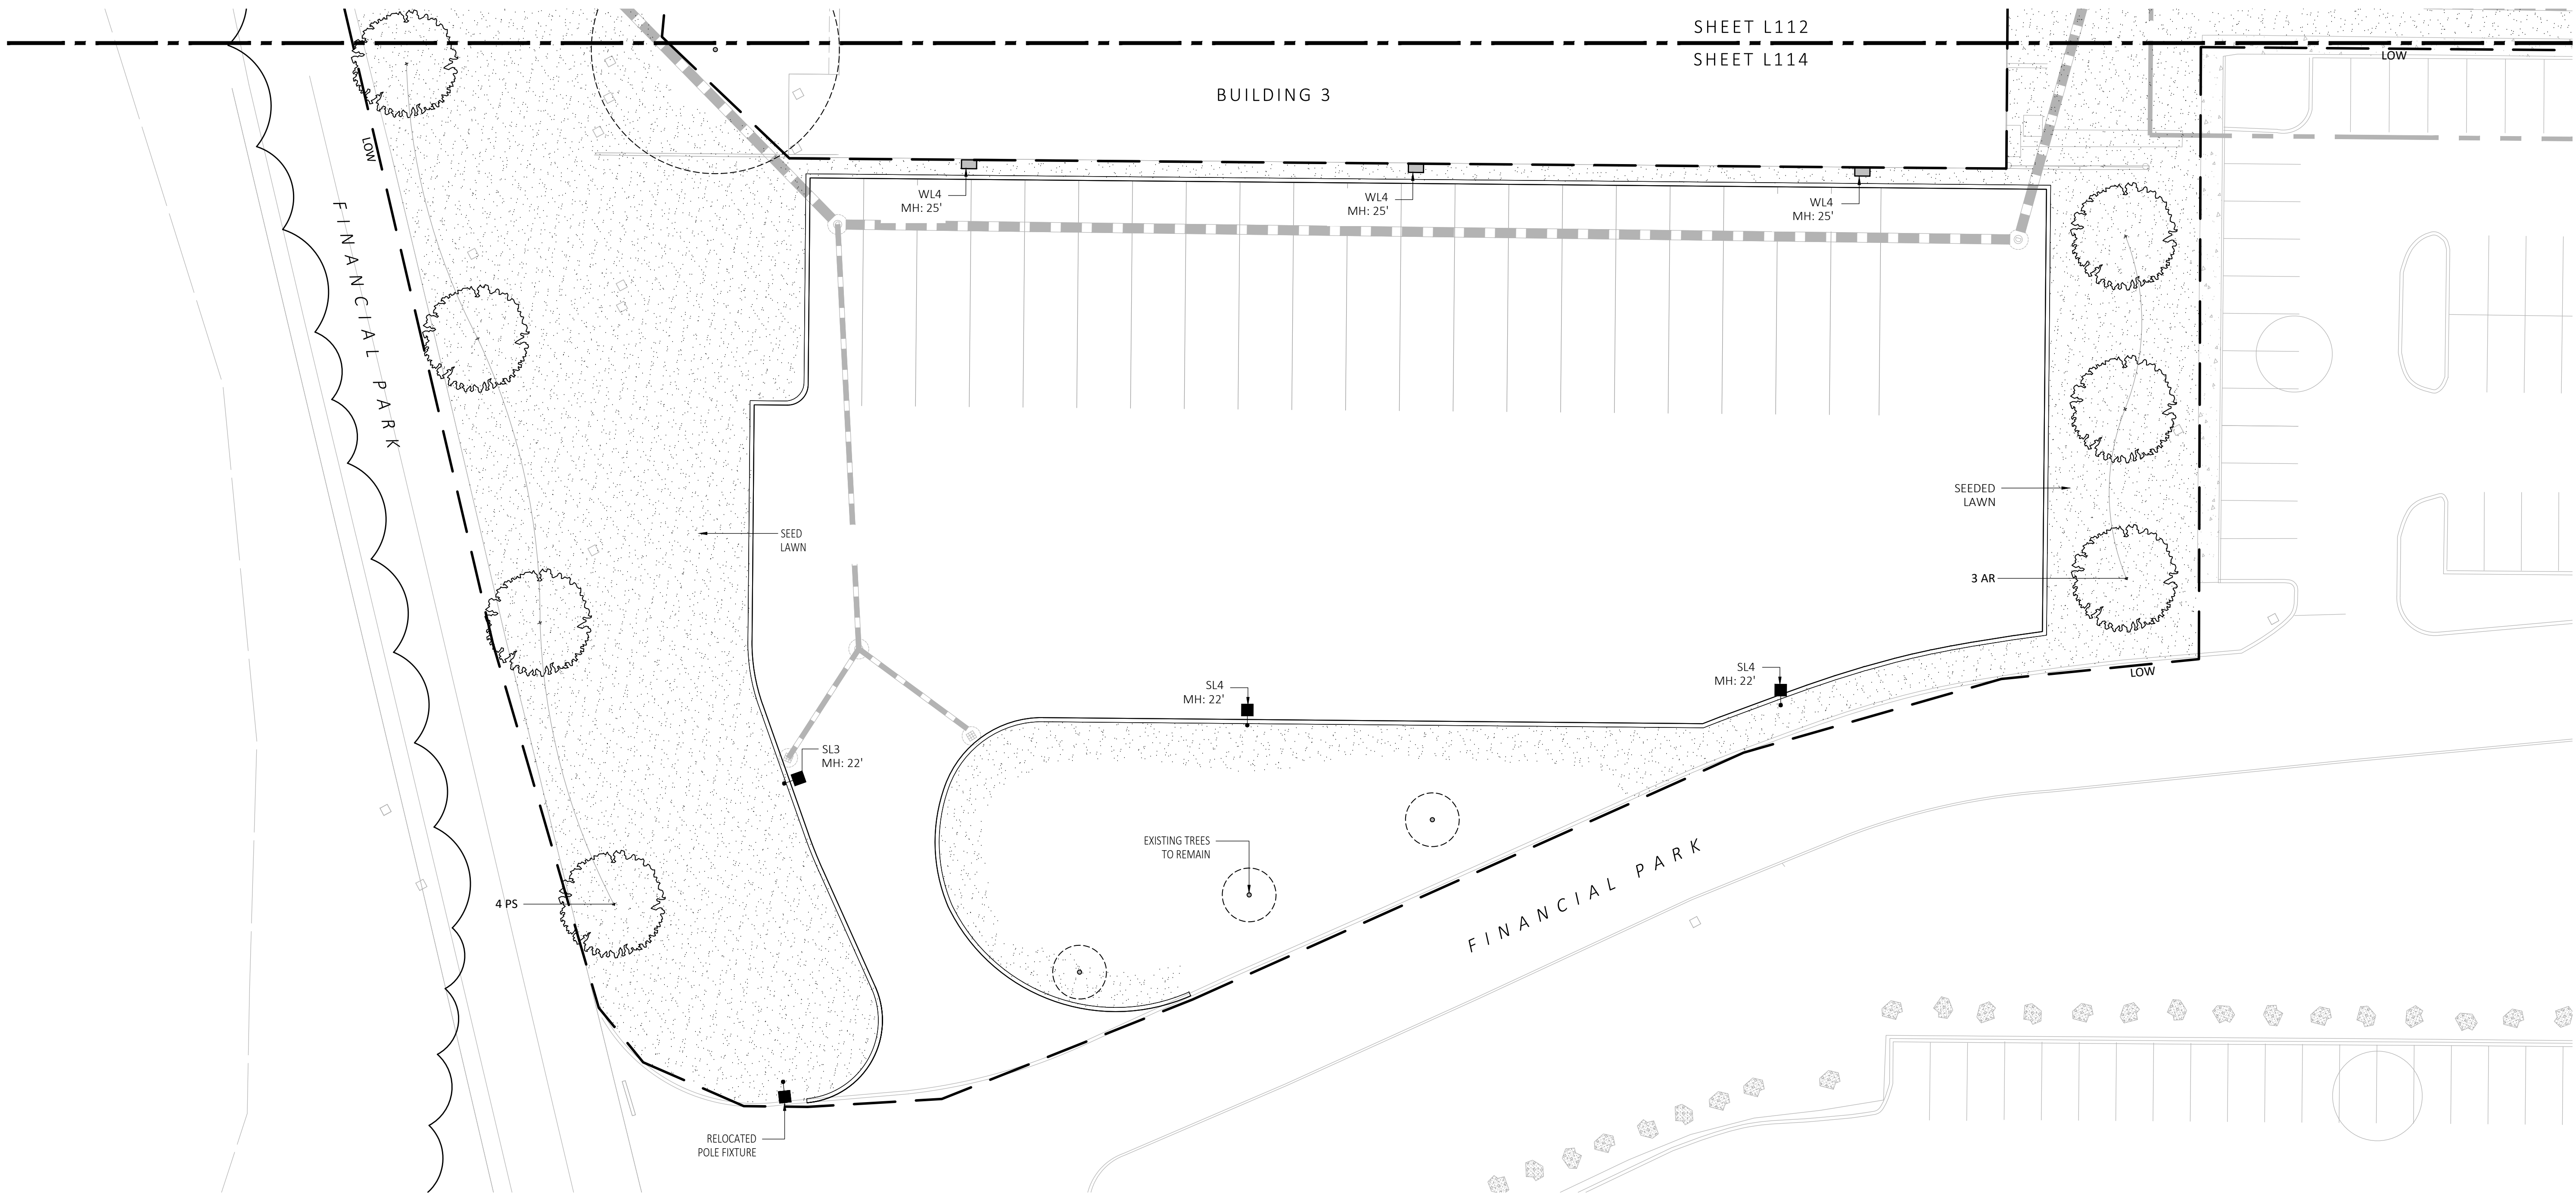 SHEET L112
SHEET L114
LOW
BUILDING 3
LOW
FINANCIAL PARK
WL4
MH: 25'
WL4
MH: 25'
WL4
MH: 25'
SEEDED
LAWN
SEED
LAWN
3 AR
LOW
SL4
MH: 22'
SL4
MH: 22'
SL3
MH: 22'
EXISTING TREES
TO REMAIN
FINANCIAL PARK
4 PS
RELOCATED
POLE FIXTURE